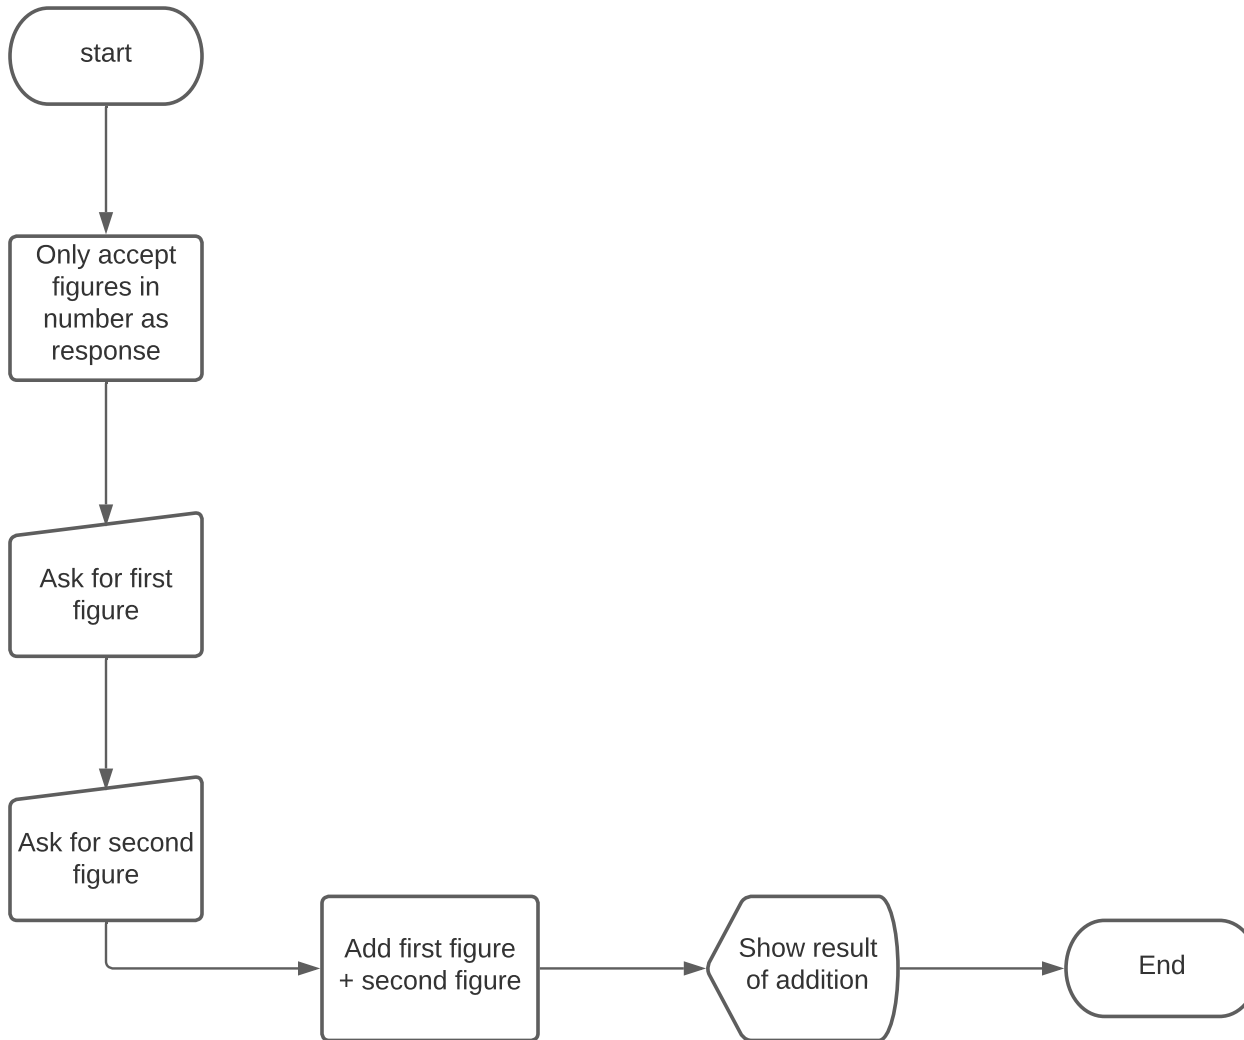 start
Only accept
figures in
number as
response
Ask for first
figure
Ask for second
figure
Add first figure
+ second figure
Show result
of addition
End